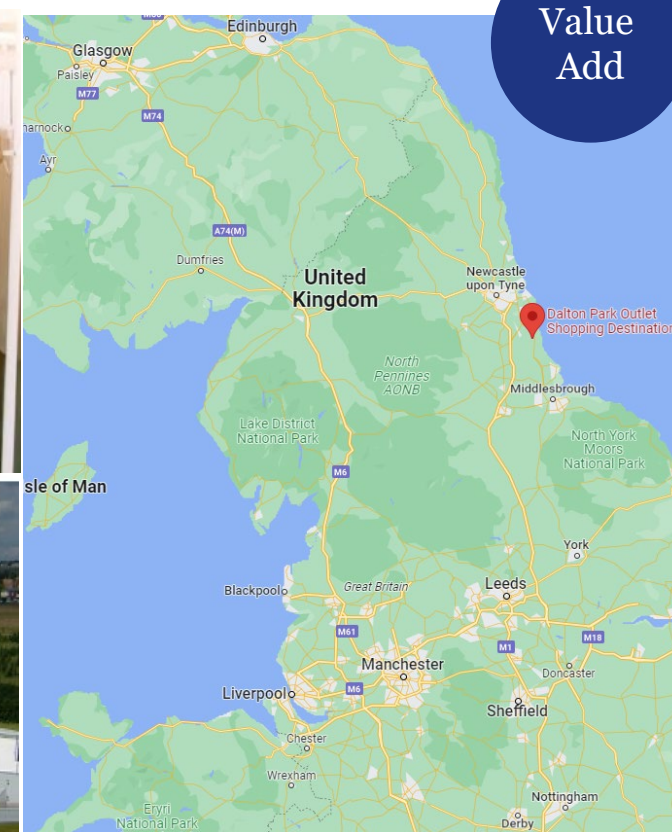 Value
Add
Edinburgh
Glasgow
Paisley
M77
M74
narnock
Ayr
A74(M)
Dumfries
United
Kingdom
Newcastle
upon Tyne
Dalton Park Outlet
Shopping Destination
North
Pennines
AONB
Middlesbrough
Lake District
National Park
North York
Moors
National Park
M6
sle of Man
York
Blackpool
Great Britain
Leeds
M61
M1
M18
Manchester
Doncaster
Liverpool
M6
Sheffield
Chester
Wrexham
Nottingham
Eryri
National Park
Derby